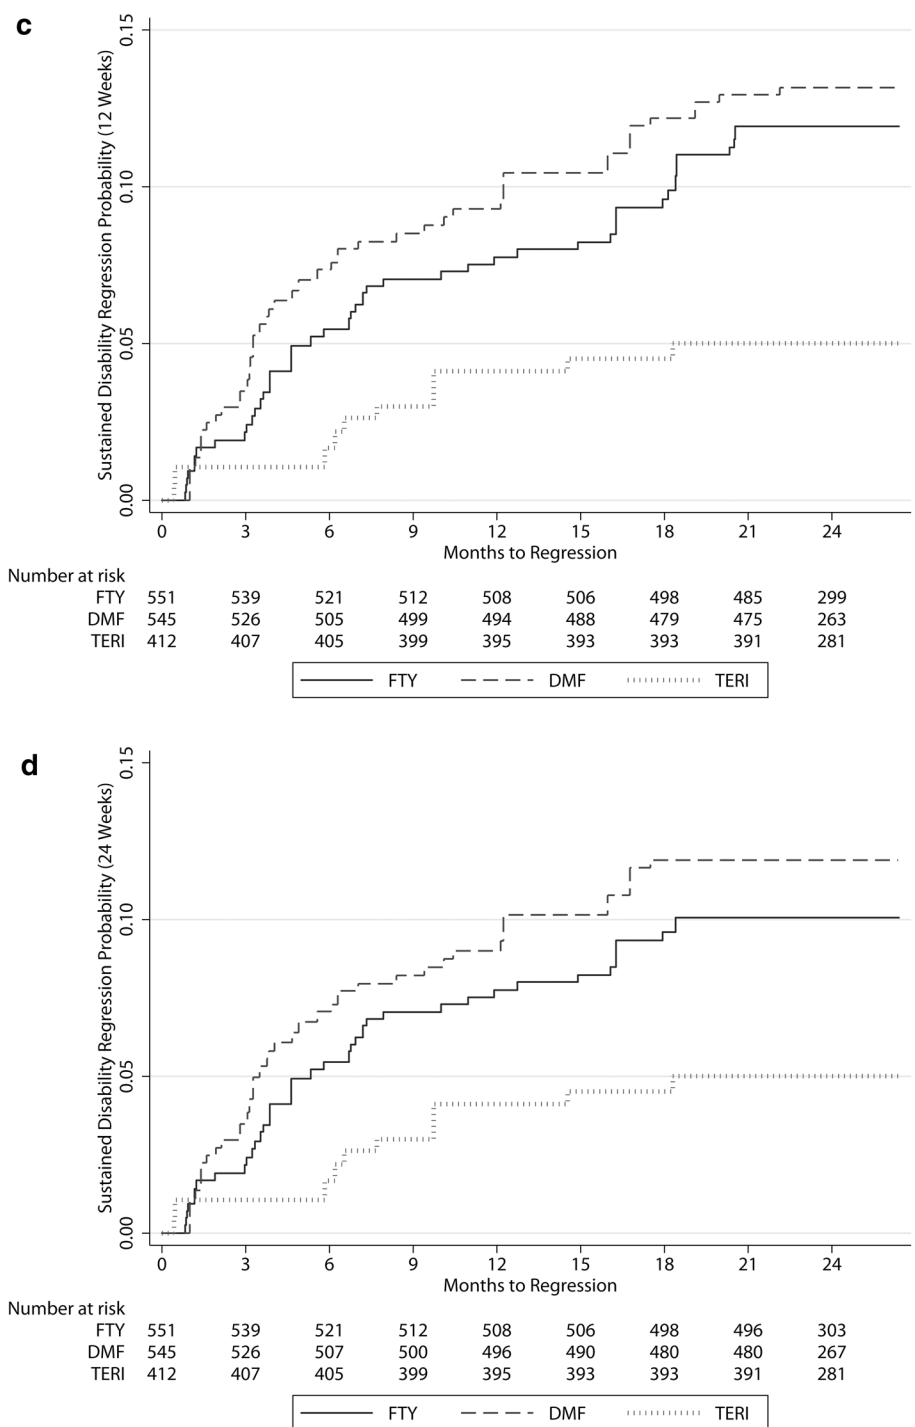 c
Sustained Disability Regression Probability (12 Weeks)
0.15
0.10
0.05
0.00
0 3 6 9 12 15 18 21 24
Months to Regression
Number at risk
FTY 551 539 521 512 508 506 498 485 299
DMF 545 526 505 499 494 488 479 475 263
TERI 412 407 405 399 395 393 393 391 281
FTY DMF TERI
d
Sustained Disability Regression Probability (24 Weeks)
0.15
0.10
0.05
0.00
0 3 6 9 12 15 18 21 24
Months to Regression
Number at risk
FTY 551 539 521 512 508 506 498 496 303
DMF 545 526 507 500 496 490 480 480 267
TERI 412 407 405 399 395 393 393 391 281
FTY DMF TERI